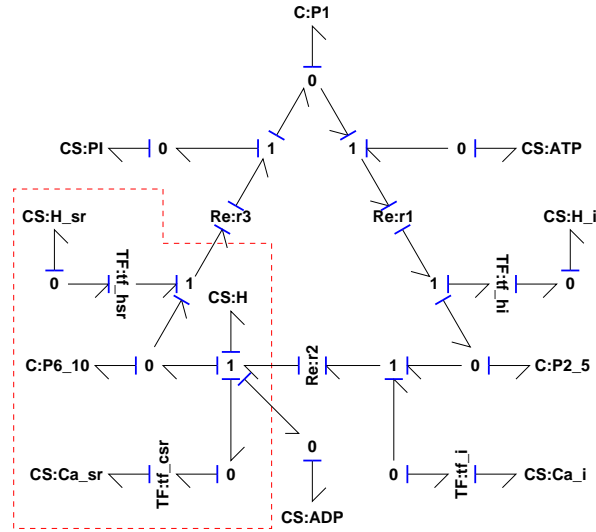 C:P1
0
CS:PI 0 1 1 0 CS:ATP
CS:H_sr Re:r3 Re:r1 CS:H_i
0 TF:tf_hsr 1 CS:H 1 TF:tf_hi 0
C:P6_10 0 1 Re:r2 1 0 C:P2_5
0
CS:Ca_sr TF:tf_csr 0 0 TF:tf_i CS:Ca_i
CS:ADP